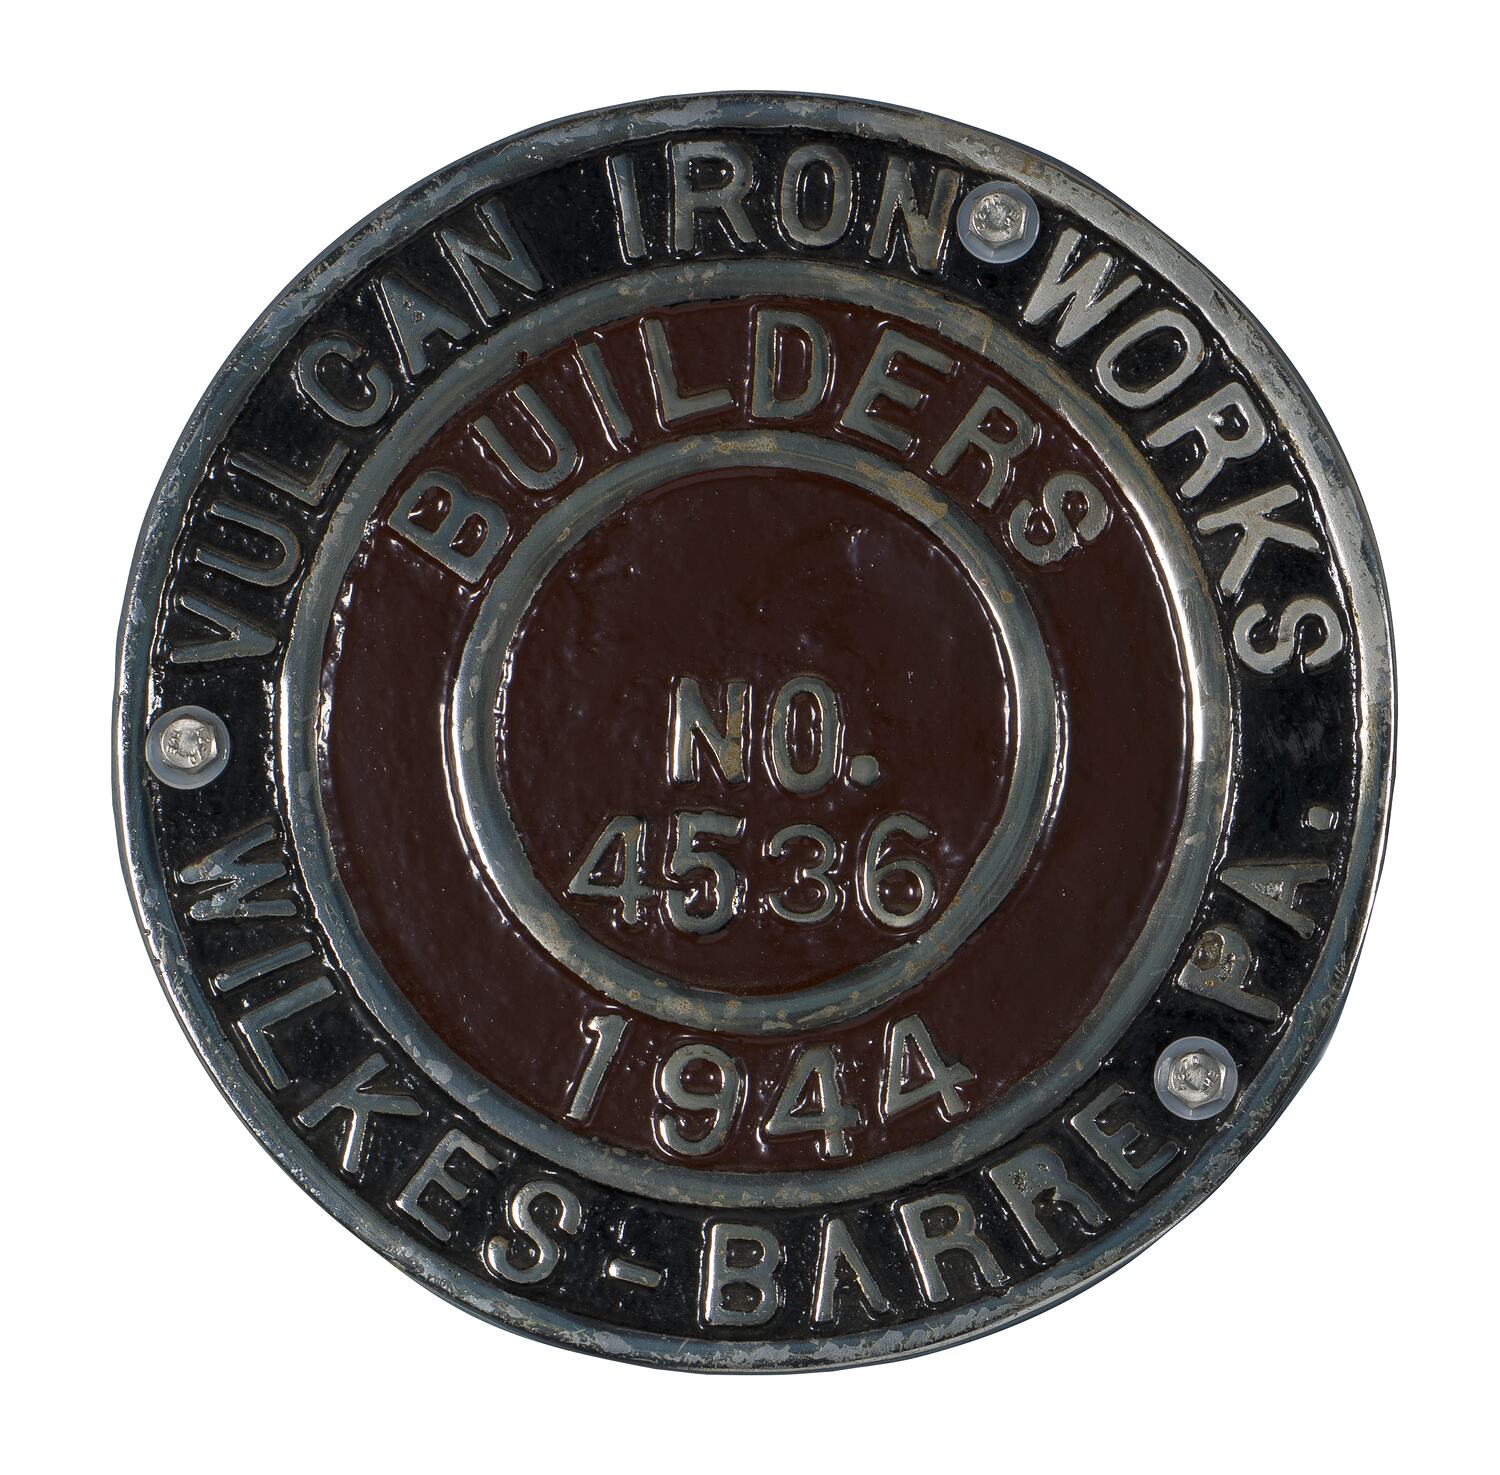 VULCAN IRON WORKS
WILKES-BARRE PA.
BUILDERS
NO.
4536
1944